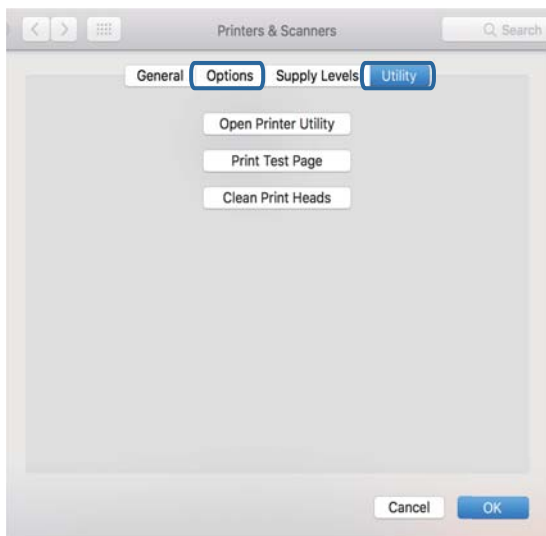 Printers & Scanners Search
General Options Supply Levels Utility
Open Printer Utility
Print Test Page
Clean Print Heads
Cancel OK